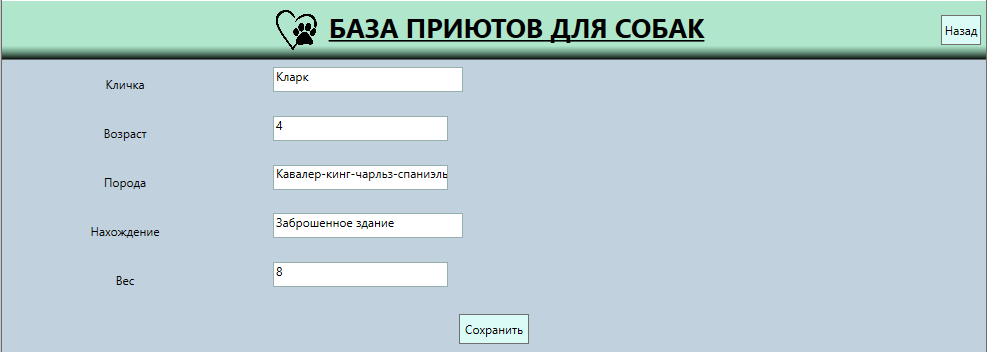 БАЗА ПРИЮТОВ ДЛЯ СОБАК
Назад
Кличка
Кларк
Возраст
4
Порода
Кавалер-кинг-чарльз-спаниэль
Нахождение
Заброшенное здание
Вес
8
Сохранить